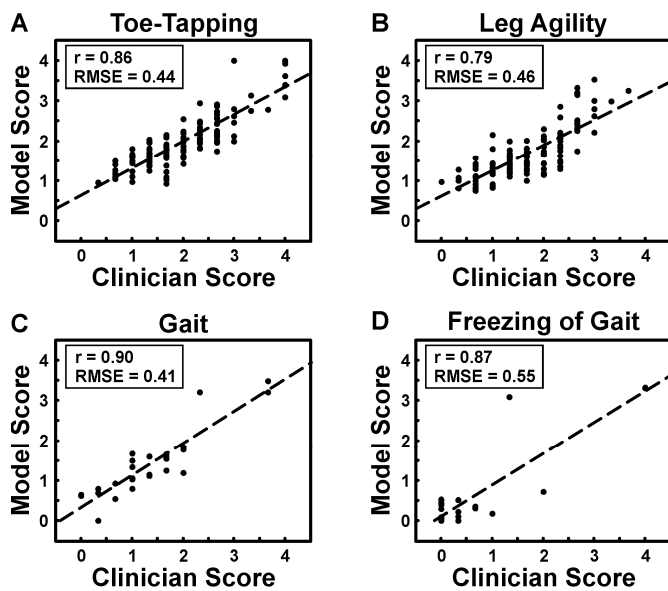 A Toe-Tapping
r = 0.86
RMSE = 0.44
4
3
2
1
0
Model Score
0 1 2 3 4
Clinician Score
B Leg Agility
r = 0.79
RMSE = 0.46
4
3
2
1
0
Model Score
0 1 2 3 4
Clinician Score
C Gait
r = 0.90
RMSE = 0.41
4
3
2
1
0
Model Score
0 1 2 3 4
Clinician Score
D Freezing of Gait
r = 0.87
RMSE = 0.55
4
3
2
1
0
Model Score
0 1 2 3 4
Clinician Score